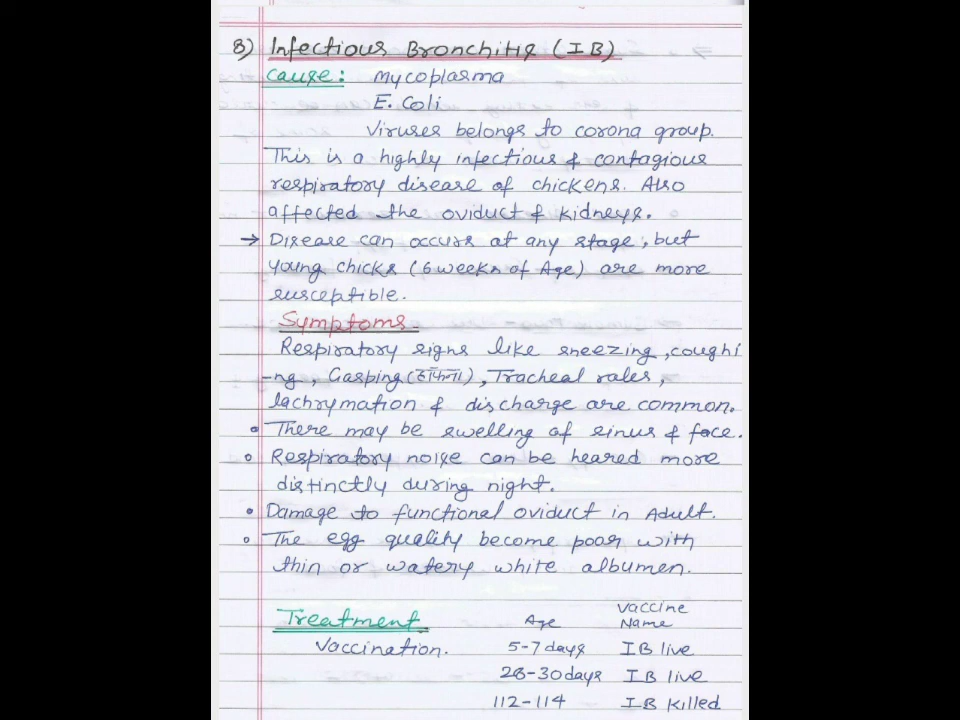 8) Infectious Bronchitis (IB)
Cause: Mycoplasma
E. Coli
Viruses belongs to corona group.
This is a highly infectious & contagious
respiratory disease of chickens. Also
affected the oviduct & kidneys.
→ Disease can occurs at any stage, but
young chicks (6 weeks of Age) are more
susceptible.
Symptoms
Respiratory signs like sneezing, coughi
-ng, Gasping (हाँफना), Tracheal rales,
lachrymation & discharge are common.
• There may be swelling of sinus & face.
• Respiratory noise can be heared more
distinctly during night.
• Damage to functional oviduct in Adult.
• The egg quality become poor with
thin or watery white albumen.
Treatment Age Vaccine Name
Vaccination. 5-7 days IB live
28-30 days IB live
112-114 IB Killed